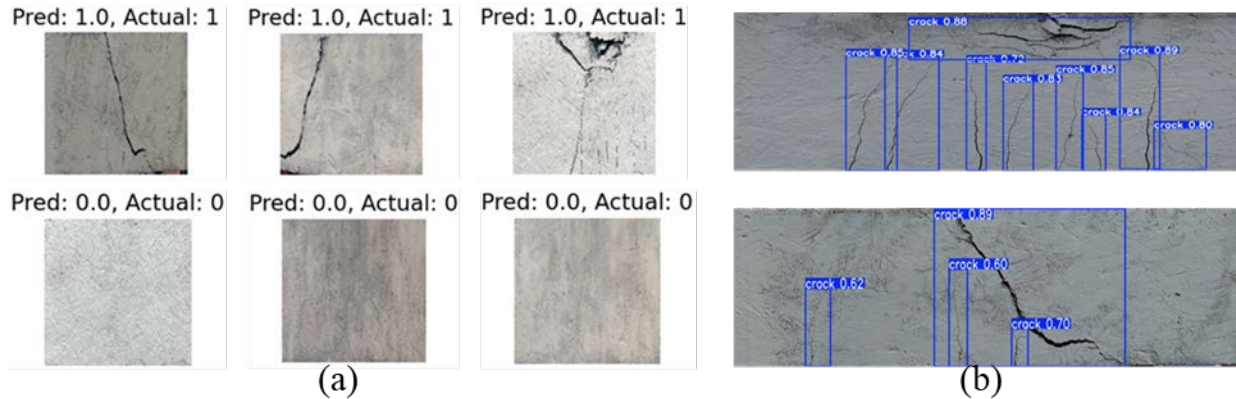 Pred: 1.0, Actual: 1
Pred: 1.0, Actual: 1
Pred: 1.0, Actual: 1
Pred: 0.0, Actual: 0
Pred: 0.0, Actual: 0
Pred: 0.0, Actual: 0
(a)
crack 0.88
crack 0.85
crack 0.84
crack 0.72
crack 0.83
crack 0.85
crack 0.89
crack 0.84
crack 0.80
crack 0.89
crack 0.60
crack 0.62
crack 0.70
(b)